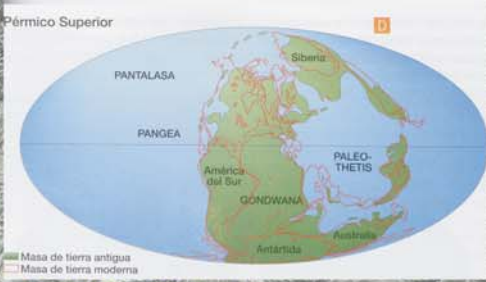 Pérmico Superior
D
Siberia
PANTALASA
PANGEA
PALEO-
THETIS
América
del Sur
GONDWANA
Australia
Antártida
Masa de tierra antigua
Masa de tierra moderna